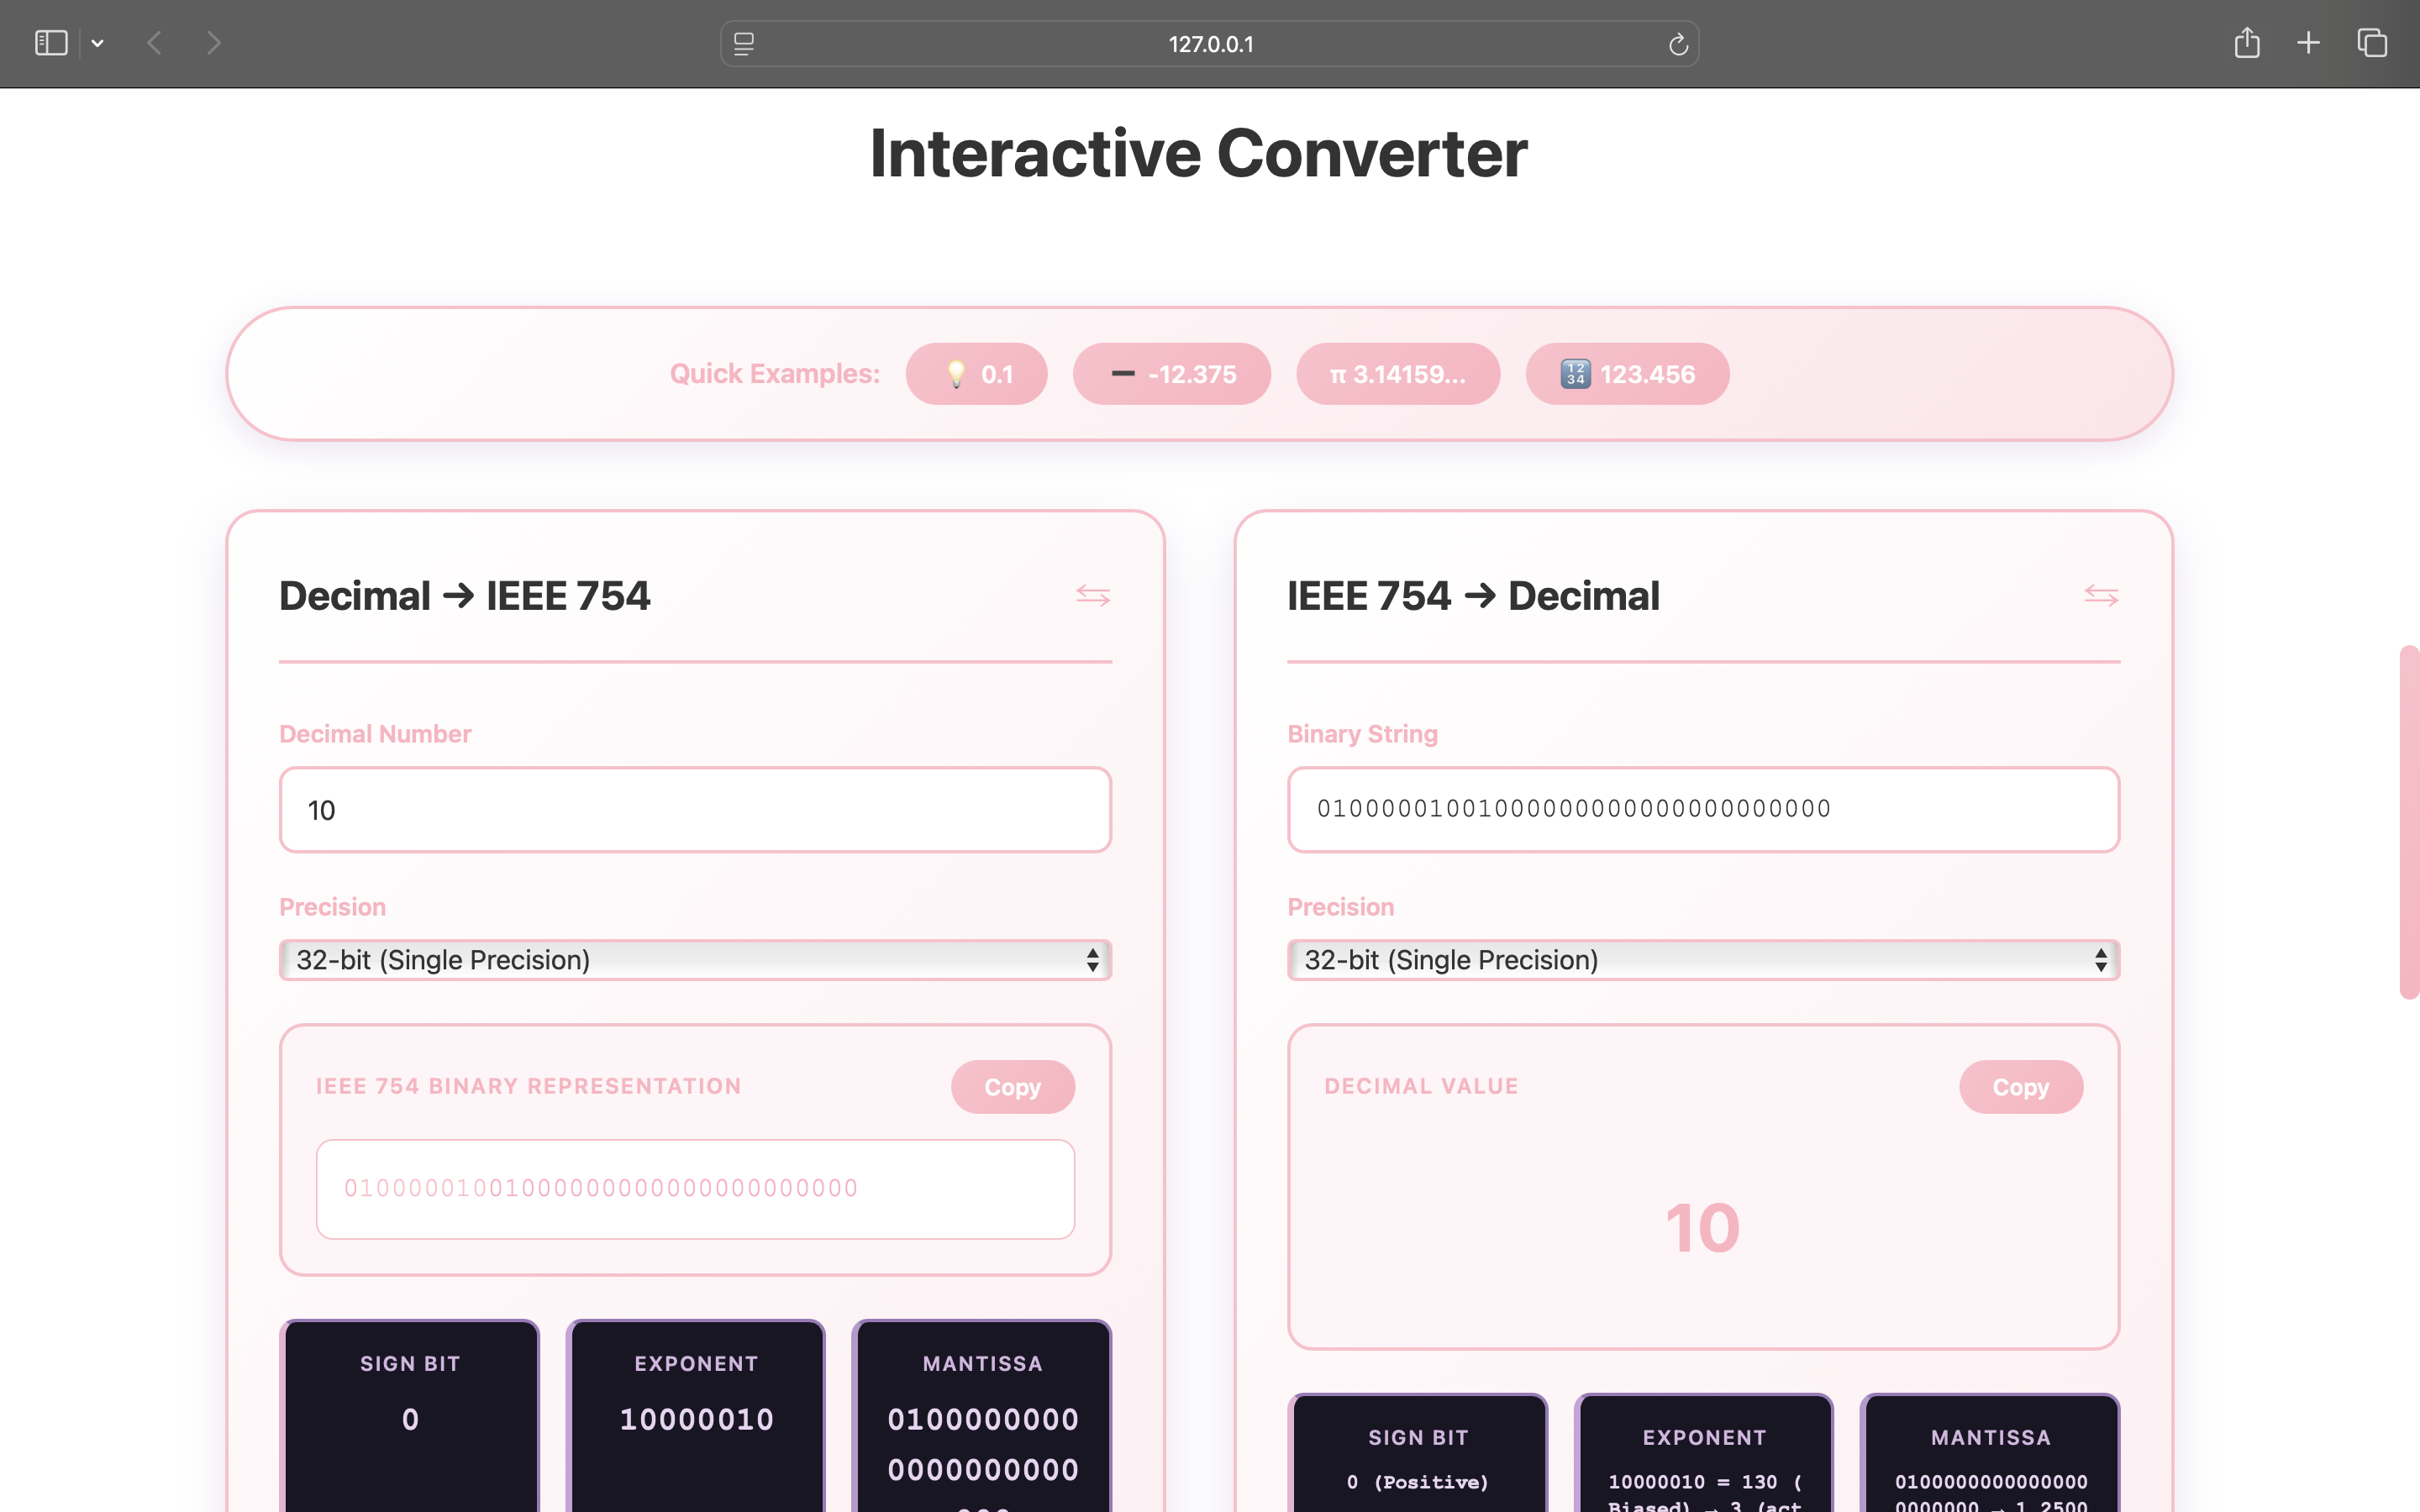 127.0.0.1
Interactive Converter
Quick Examples: 💡 0.1 ➖ -12.375 π 3.14159... 🔢 123.456
Decimal → IEEE 754 ⇆
Decimal Number
10
Precision
32-bit (Single Precision)
IEEE 754 BINARY REPRESENTATION Copy
01000001001000000000000000000000
SIGN BIT
0
EXPONENT
10000010
MANTISSA
0100000000
0000000000
000
IEEE 754 → Decimal ⇆
Binary String
01000001001000000000000000000000
Precision
32-bit (Single Precision)
DECIMAL VALUE Copy
10
SIGN BIT
0 (Positive)
EXPONENT
10000010 = 130 (
Biased) → 3 (act
MANTISSA
0100000000000000
0000000 → 1.2500